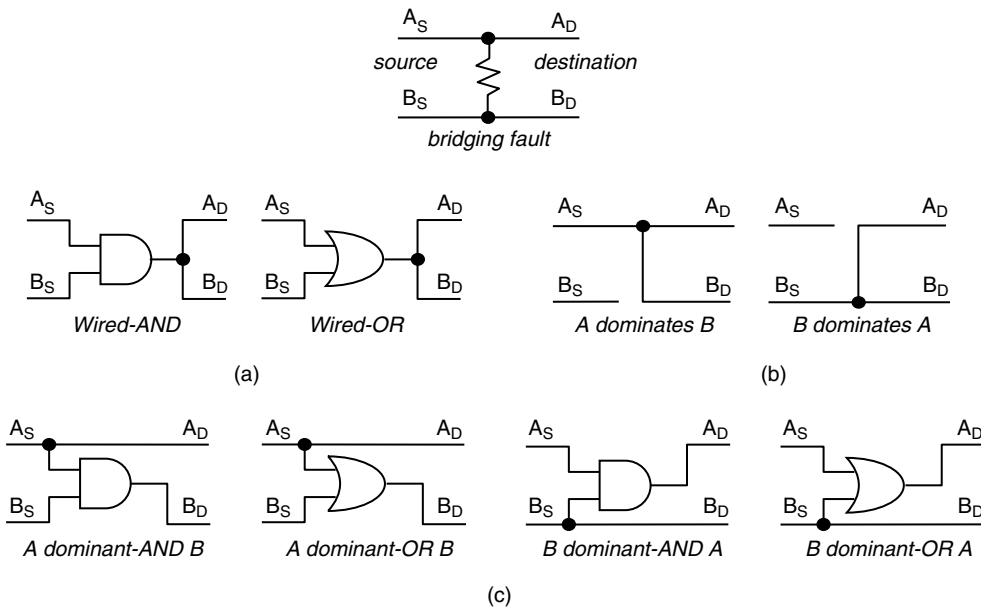 A_S A_D
source destination
B_S B_D
bridging fault
A_S A_D A_S A_D A_S A_D A_S A_D
B_S B_D B_S B_D B_S B_D B_S B_D
Wired-AND Wired-OR A dominates B B dominates A
(a) (b)
A_S A_D A_S A_D A_S A_D A_S A_D
B_S B_D B_S B_D B_S B_D B_S B_D
A dominant-AND B A dominant-OR B B dominant-AND A B dominant-OR A
(c)